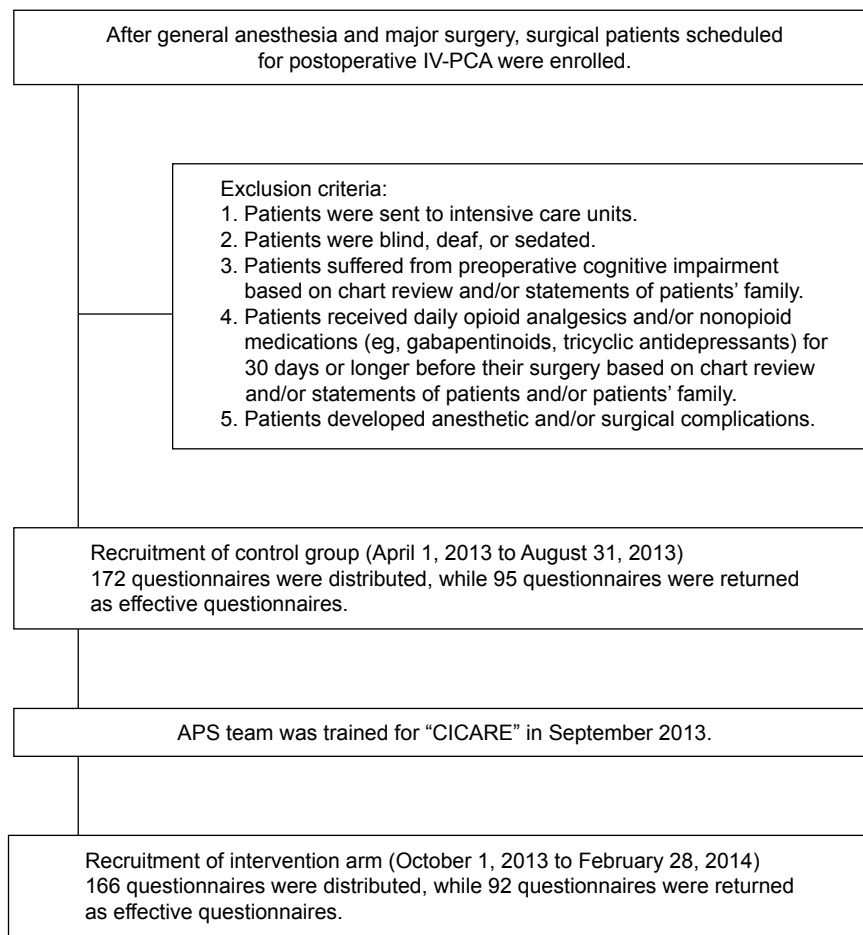 After general anesthesia and major surgery, surgical patients scheduled
for postoperative IV-PCA were enrolled.
Exclusion criteria:
1. Patients were sent to intensive care units.
2. Patients were blind, deaf, or sedated.
3. Patients suffered from preoperative cognitive impairment
based on chart review and/or statements of patients’ family.
4. Patients received daily opioid analgesics and/or nonopioid
medications (eg, gabapentinoids, tricyclic antidepressants) for
30 days or longer before their surgery based on chart review
and/or statements of patients and/or patients’ family.
5. Patients developed anesthetic and/or surgical complications.
Recruitment of control group (April 1, 2013 to August 31, 2013)
172 questionnaires were distributed, while 95 questionnaires were returned
as effective questionnaires.
APS team was trained for “CICARE” in September 2013.
Recruitment of intervention arm (October 1, 2013 to February 28, 2014)
166 questionnaires were distributed, while 92 questionnaires were returned
as effective questionnaires.